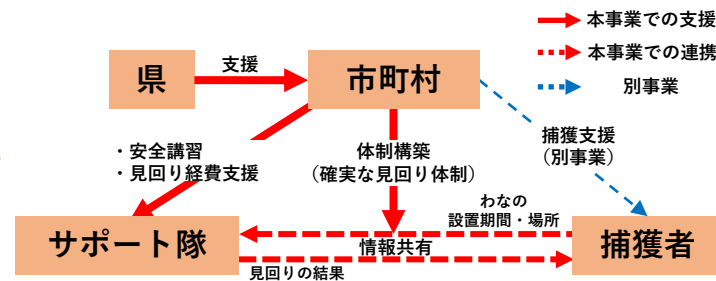 本事業での支援
本事業での連携
別事業
県
支援
市町村
・安全講習
・見回り経費支援
体制構築
（確実な見回り体制）
捕獲支援
（別事業）
わなの
設置期間・場所
サポート隊
情報共有
捕獲者
見回りの結果